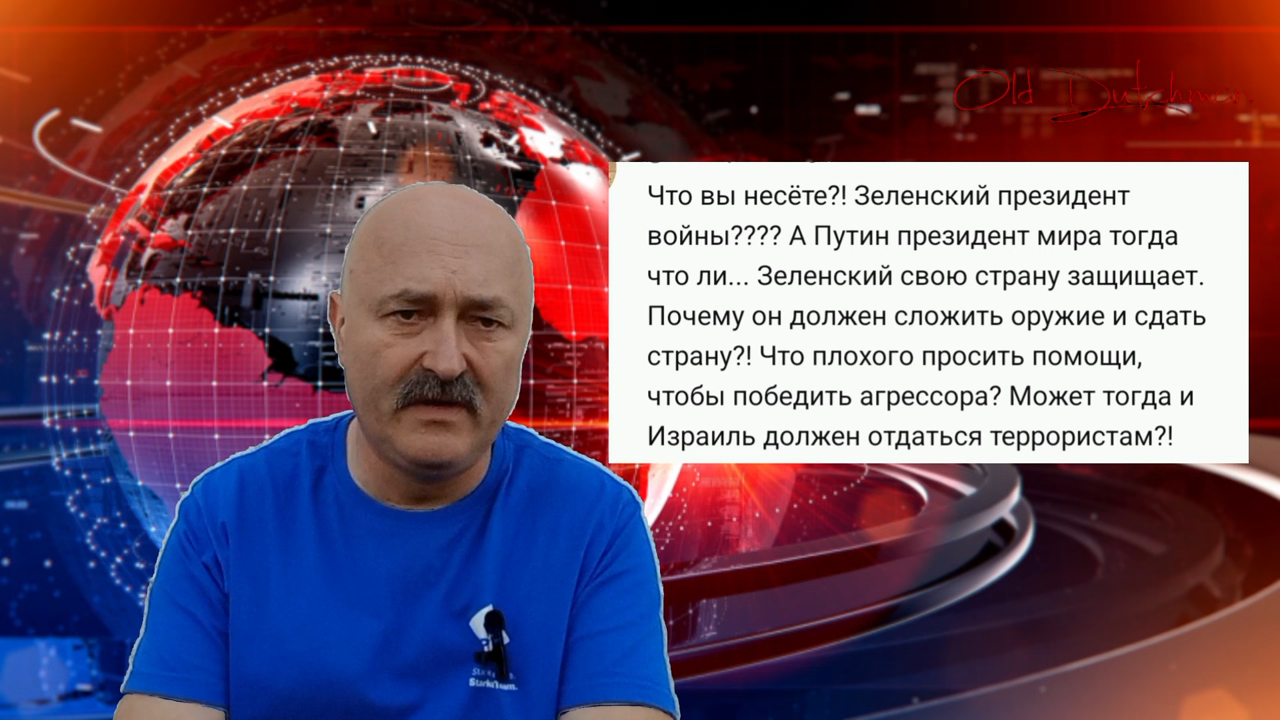 Old Dutchman
Что вы несёте?! Зеленский президент
войны???? А Путин президент мира тогда
что ли... Зеленский свою страну защищает.
Почему он должен сложить оружие и сдать
страну?! Что плохого просить помощи,
чтобы победить агрессора? Может тогда и
Израиль должен отдаться террористам?!